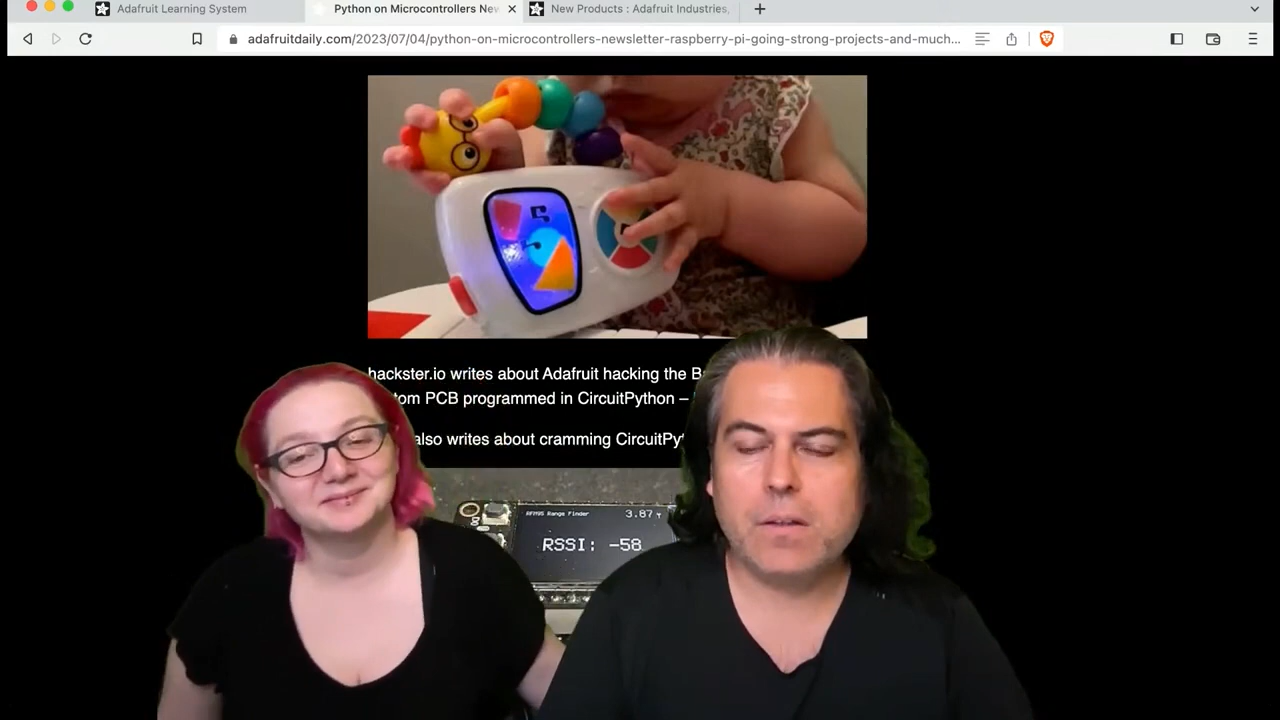 Adafruit Learning System
Python on Microcontrollers New
New Products : Adafruit Industries,
adafruitdaily.com/2023/07/04/python-on-microcontrollers-newsletter-raspberry-pi-going-strong-projects-and-much...
hackster.io writes about Adafruit hacking the B
tom PCB programmed in CircuitPython –
also writes about cramming CircuitPy
RFM95 Range Finder
3.87
RSSI: -58